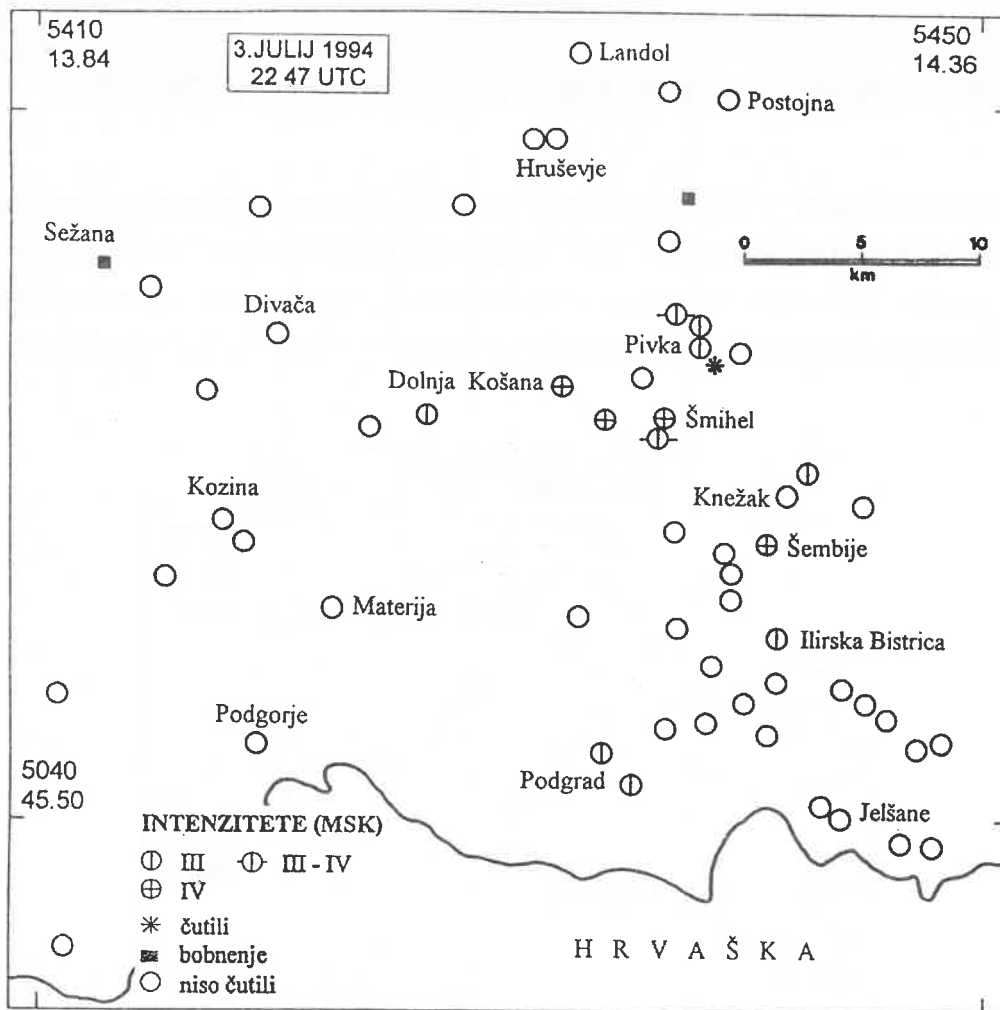 5410
13.84
3.JULIJ 1994
22 47 UTC
5450
14.36
Landol
Postojna
Hruševje
Sežana
0 5 10
km
Divača
Pivka
Dolnja Košana
Šmihel
Kozina
Knežak
Šembije
Materija
Ilirska Bistrica
Podgorje
Podgrad
5040
45.50
Jelšane
INTENZITETE (MSK)
III III - IV
IV
čutili
bobnenje
niso čutili
H R V A Š K A